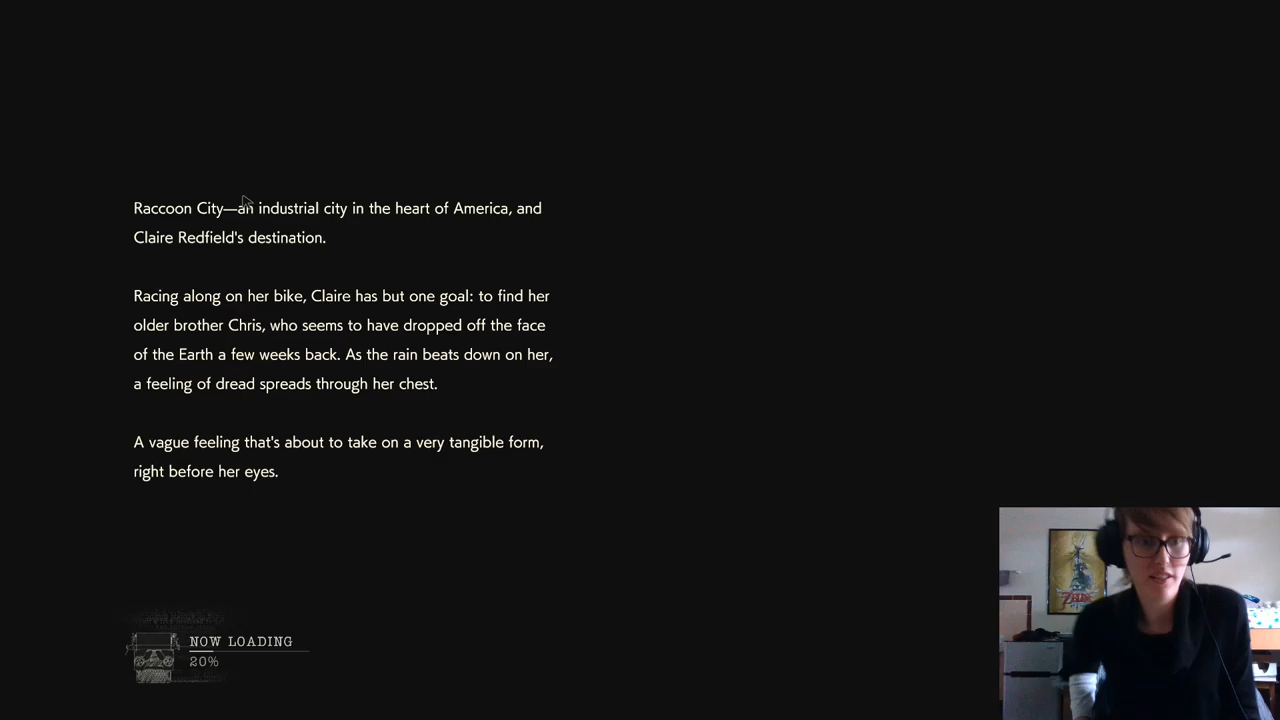 Raccoon City—an industrial city in the heart of America, and
Claire Redfield's destination.
Racing along on her bike, Claire has but one goal: to find her
older brother Chris, who seems to have dropped off the face
of the Earth a few weeks back. As the rain beats down on her,
a feeling of dread spreads through her chest.
A vague feeling that's about to take on a very tangible form,
right before her eyes.
NOW LOADING
20%
ZELDA